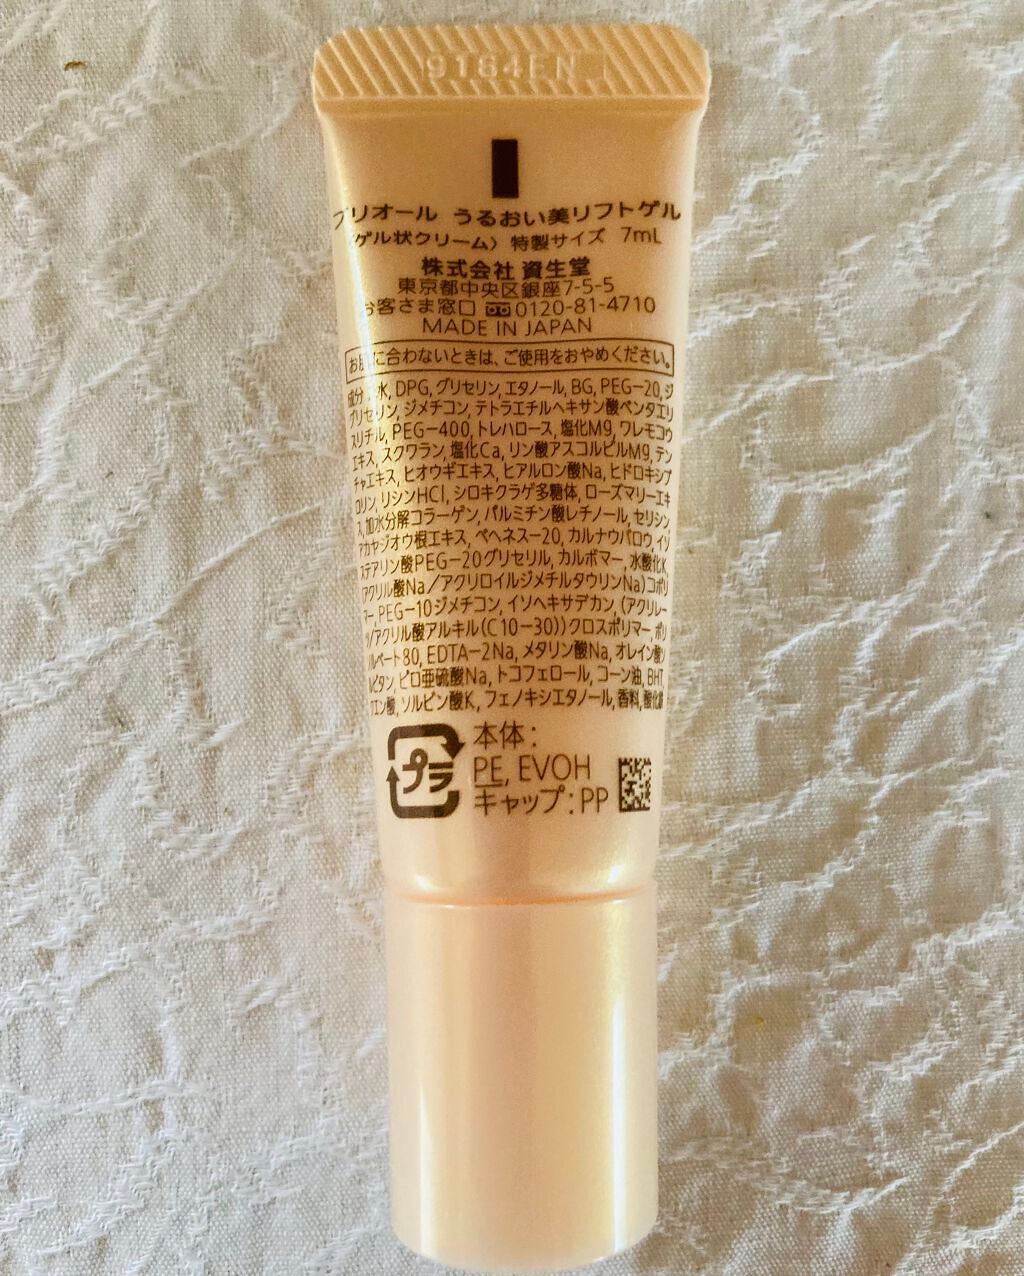 9164EN
プリオール うるおい美リフトゲル
〈ゲル状クリーム〉 特製サイズ 7mL
株式会社 資生堂
東京都中央区銀座7-5-5
お客さま窓口 0120-81-4710
MADE IN JAPAN
お肌に合わないときは、ご使用をおやめください。
成分：水, DPG, グリセリン, エタノール, BG, PEG-20, ジ
グリセリン, ジメチコン, テトラエチルヘキサン酸ペンタエリ
スリチル, PEG-400, トレハロース, 塩化Mg, ワレモコウ
エキス, スクワラン, 塩化Ca, リン酸アスコルビルMg, テン
チャエキス, ヒオウギエキス, ヒアルロン酸Na, ヒドロキシプ
ロリン, リシンHCl, シロキクラゲ多糖体, ローズマリーエキ
ス, 加水分解コラーゲン, パルミチン酸レチノール, セリシン,
アカヤジオウ根エキス, ベヘネス-20, カルナウバロウ, イソ
ステアリン酸PEG-20グリセリル, カルボマー, 水酸化K,
(アクリル酸Na／アクリロイルジメチルタウリンNa)コポリ
マー, PEG-10ジメチコン, イソヘキサデカン, (アクリレー
ツ/アクリル酸アルキル(C10-30))クロスポリマー, ポリ
ソルベート80, EDTA-2Na, メタリン酸Na, オレイン酸ソ
ルビタン, ピロ亜硫酸Na, トコフェロール, コーン油, BHT,
クエン酸, ソルビン酸K, フェノキシエタノール, 香料, 酸化鉄
プラ
本体：
PE, EVOH
キャップ：PP